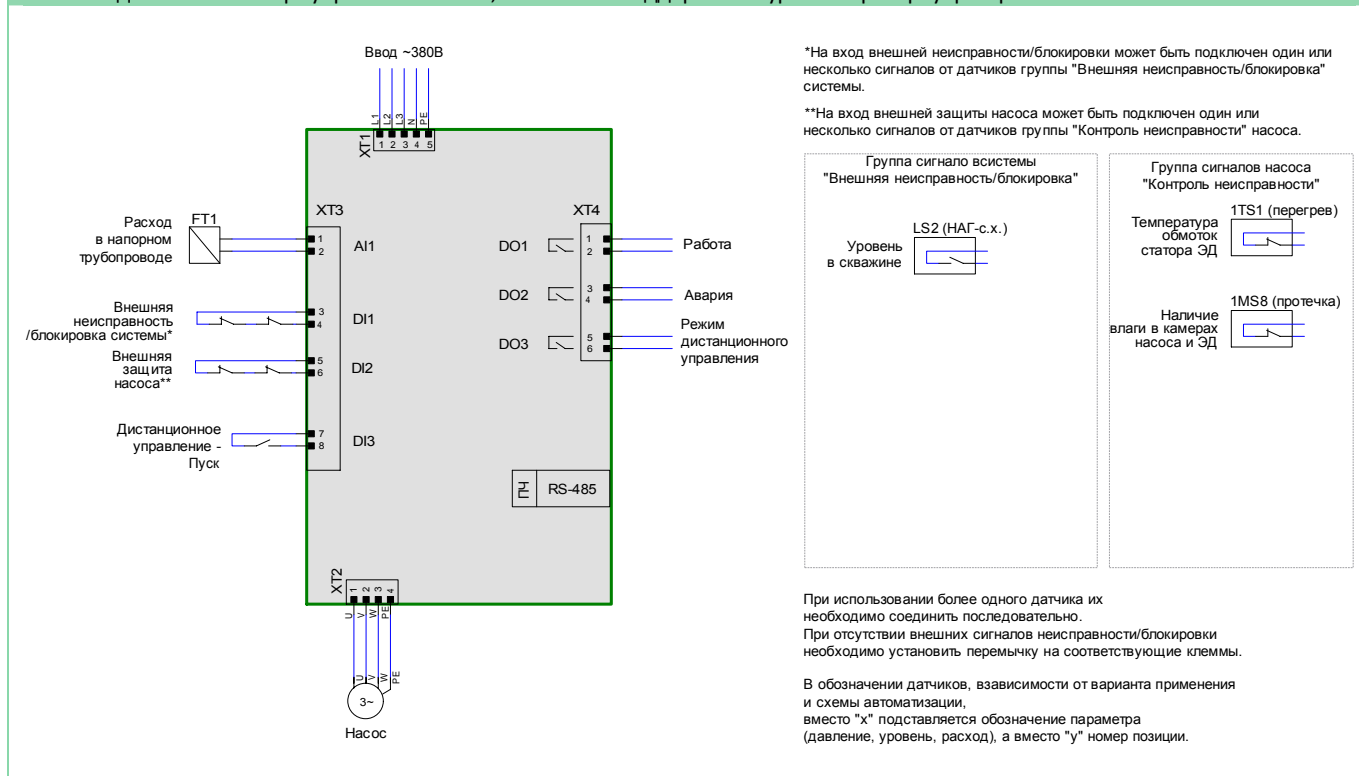 Ввод ~380В
L1
L2
L3
N
PE
XT1
1 2 3 4 5
XT3
XT4
Расход
в напорном
трубопроводе
FT1
1
2
AI1
Внешняя
неисправность
/блокировка системы*
3
4
DI1
Внешняя
защита
насоса**
5
6
DI2
Дистанционное
управление -
Пуск
7
8
DI3
DO1
1
2
Работа
DO2
3
4
Авария
DO3
5
6
Режим
дистанционного
управления
ПЧ
RS-485
XT2
1 2 3 4
U
V
W
PE
U
V
W
PE
3~
Насос
*На вход внешней неисправности/блокировки может быть подключен один или
несколько сигналов от датчиков группы "Внешняя неисправность/блокировка"
системы.
**На вход внешней защиты насоса может быть подключен один или
несколько сигналов от датчиков группы "Контроль неисправности" насоса.
Группа сигнало всистемы
"Внешняя неисправность/блокировка"
LS2 (НАГ-с.х.)
Уровень
в скважине
Группа сигналов насоса
"Контроль неисправности"
1TS1 (перегрев)
Температура
обмоток
статора ЭД
1MS8 (протечка)
Наличие
влаги в камерах
насоса и ЭД
При использовании более одного датчика их
необходимо соединить последовательно.
При отсутствии внешних сигналов неисправности/блокировки
необходимо установить перемычку на соответствующие клеммы.
В обозначении датчиков, взависимости от варианта применения
и схемы автоматизации,
вместо "х" подставляется обозначение параметра
(давление, уровень, расход), а вместо "у" номер позиции.